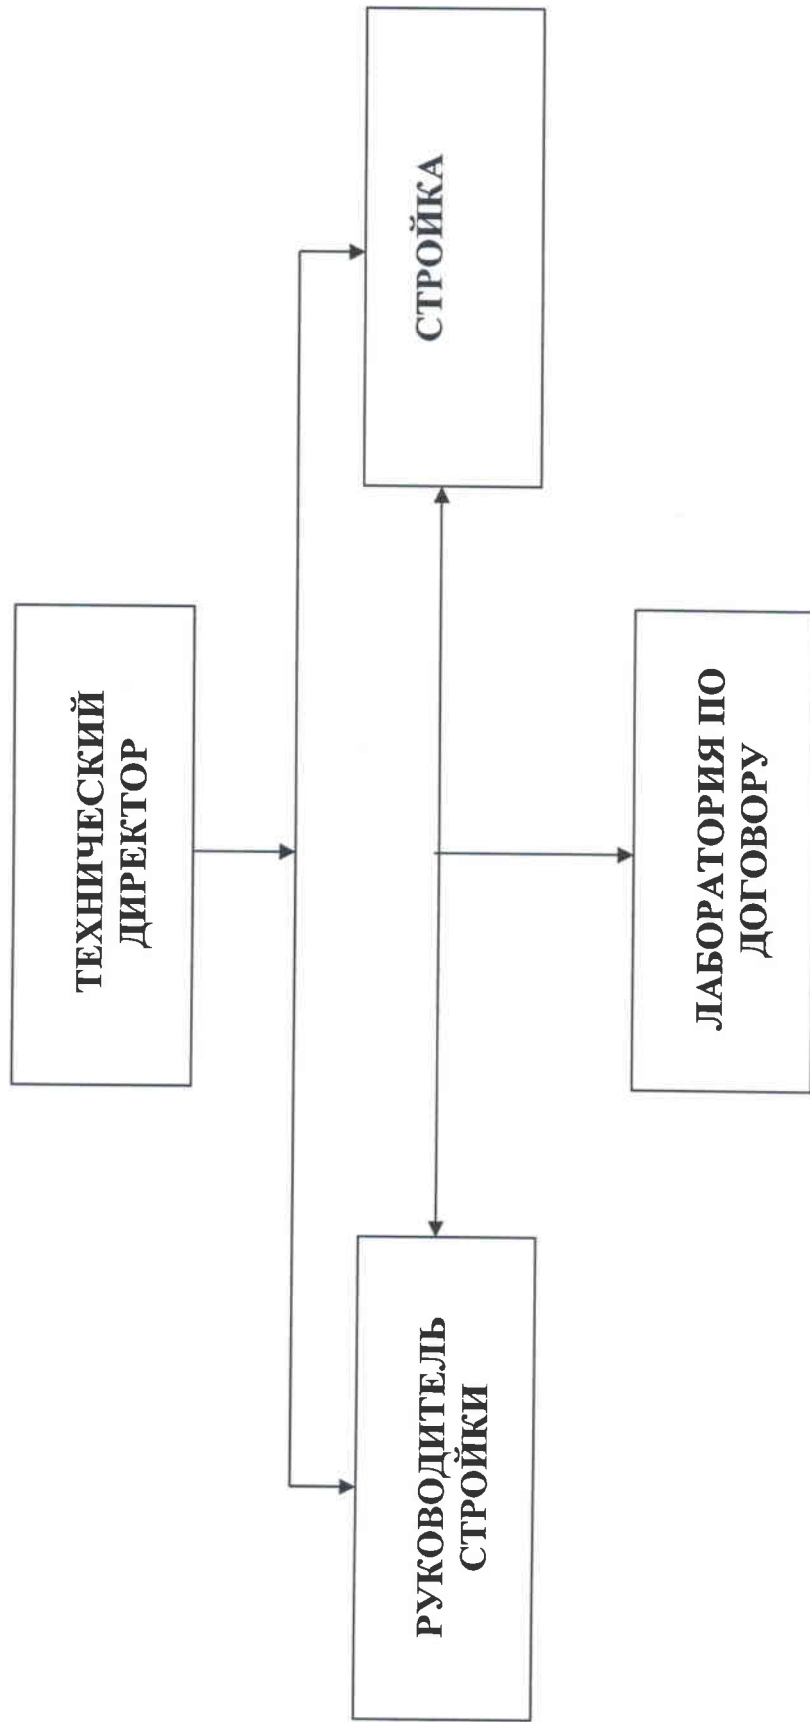 ТЕХНИЧЕСКИЙ
ДИРЕКТОР
РУКОВОДИТЕЛЬ
СТРОЙКИ
СТРОЙКА
ЛАБОРАТОРИЯ ПО
ДОГОВОРУ